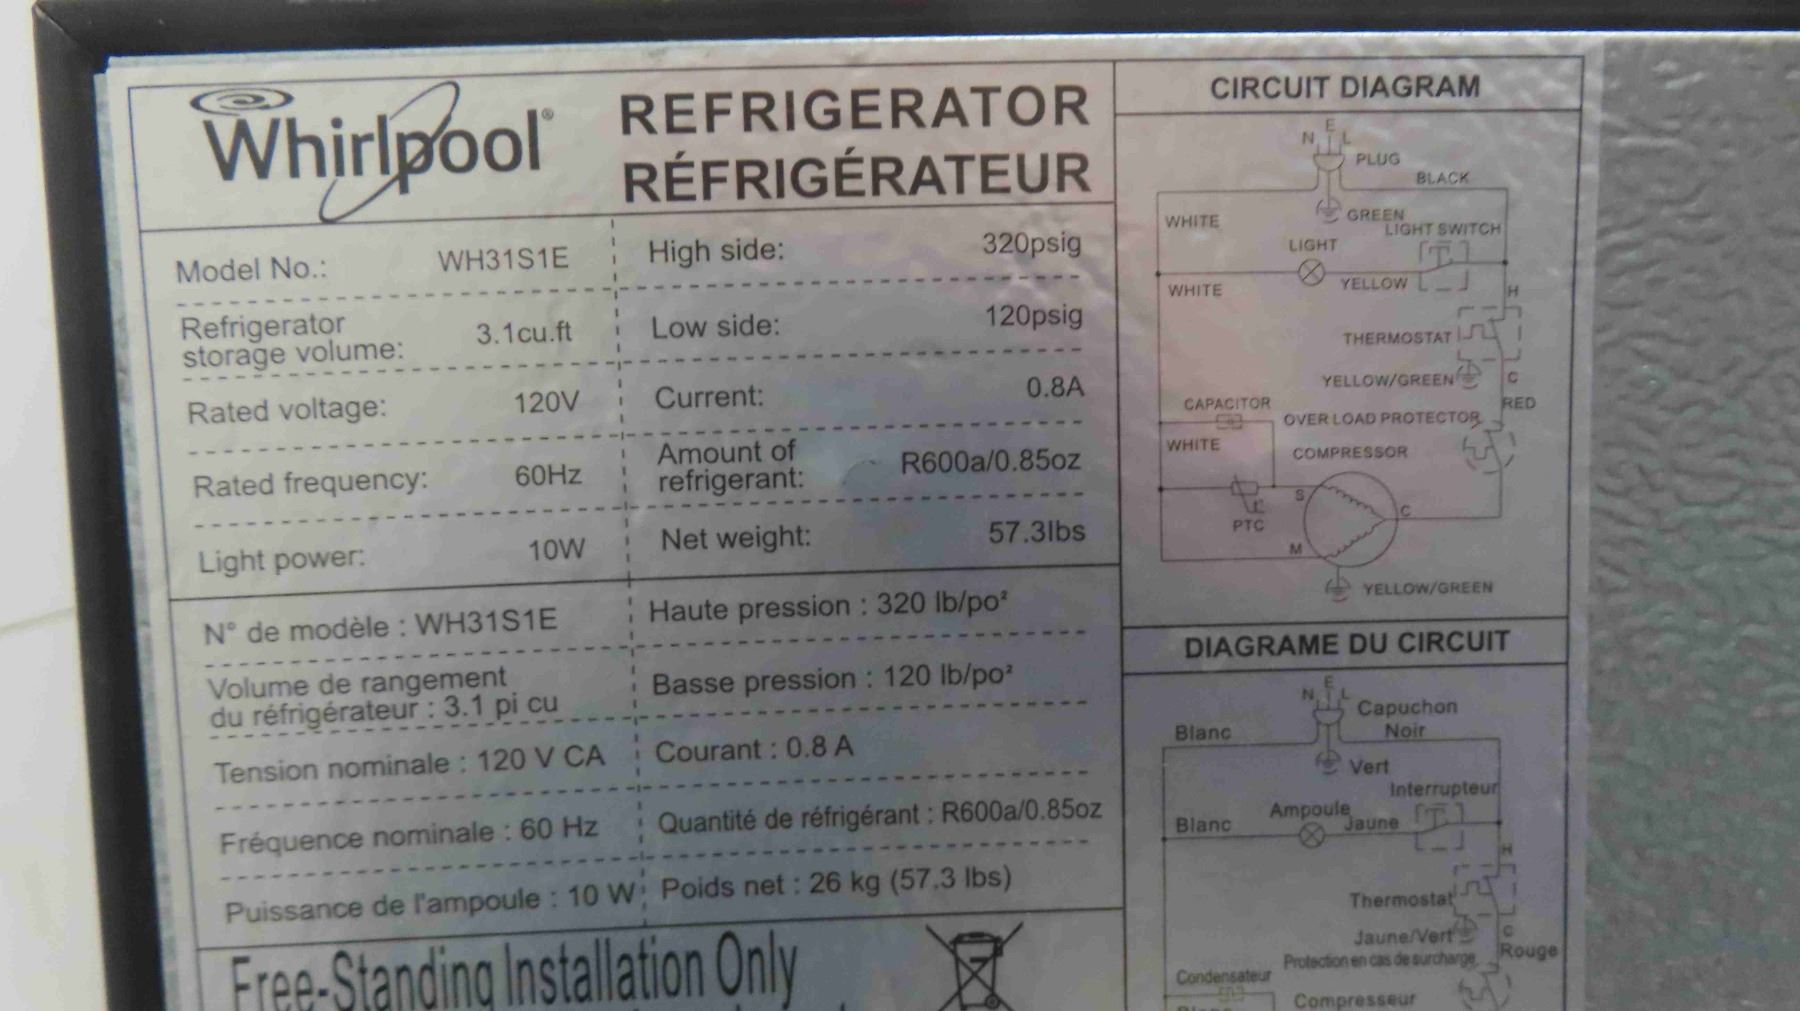 Whirlpool®
REFRIGERATOR
RÉFRIGÉRATEUR
Model No.: WH31S1E
Refrigerator
storage volume: 3.1cu.ft
Rated voltage: 120V
Rated frequency: 60Hz
Light power: 10W
High side: 320psig
Low side: 120psig
Current: 0.8A
Amount of
refrigerant: R600a/0.85oz
Net weight: 57.3lbs
N° de modèle : WH31S1E
Volume de rangement
du réfrigérateur : 3.1 pi cu
Tension nominale : 120 V CA
Fréquence nominale : 60 Hz
Puissance de l'ampoule : 10 W
Haute pression : 320 lb/po²
Basse pression : 120 lb/po²
Courant : 0.8 A
Quantité de réfrigérant : R600a/0.85oz
Poids net : 26 kg (57.3 lbs)
Free-Standing Installation Only
CIRCUIT DIAGRAM
E
N L
PLUG
BLACK
WHITE
GREEN
LIGHT SWITCH
LIGHT
WHITE
YELLOW
H
THERMOSTAT
YELLOW/GREEN
C
CAPACITOR
RED
OVER LOAD PROTECTOR
WHITE
COMPRESSOR
S
C
PTC
M
YELLOW/GREEN
DIAGRAME DU CIRCUIT
E
N L
Capuchon
Blanc
Noir
Vert
Interrupteur
Ampoule
Blanc
Jaune
H
Thermostat
Jaune/Vert
C
Rouge
Protection en cas de surcharge
Condensateur
Compresseur